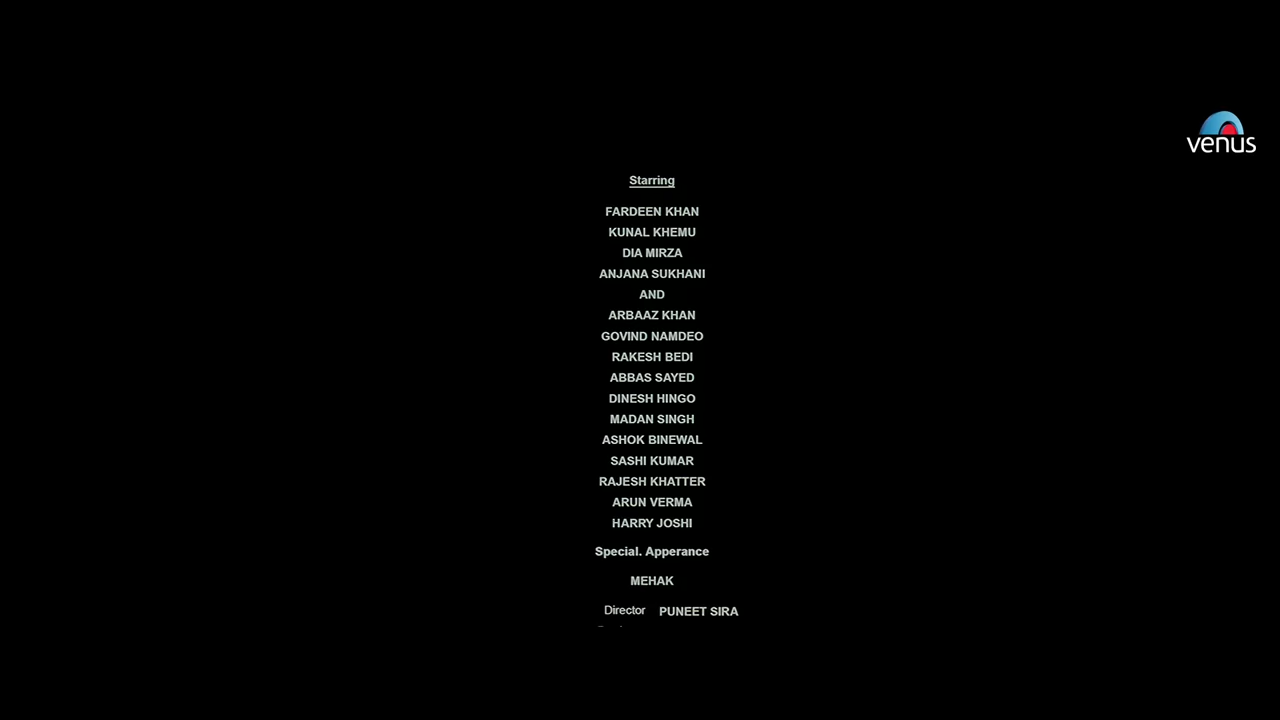 venus
Starring
FARDEEN KHAN
KUNAL KHEMU
DIA MIRZA
ANJANA SUKHANI
AND
ARBAAZ KHAN
GOVIND NAMDEO
RAKESH BEDI
ABBAS SAYED
DINESH HINGO
MADAN SINGH
ASHOK BINEWAL
SASHI KUMAR
RAJESH KHATTER
ARUN VERMA
HARRY JOSHI
Special. Apperance
MEHAK
Director PUNEET SIRA